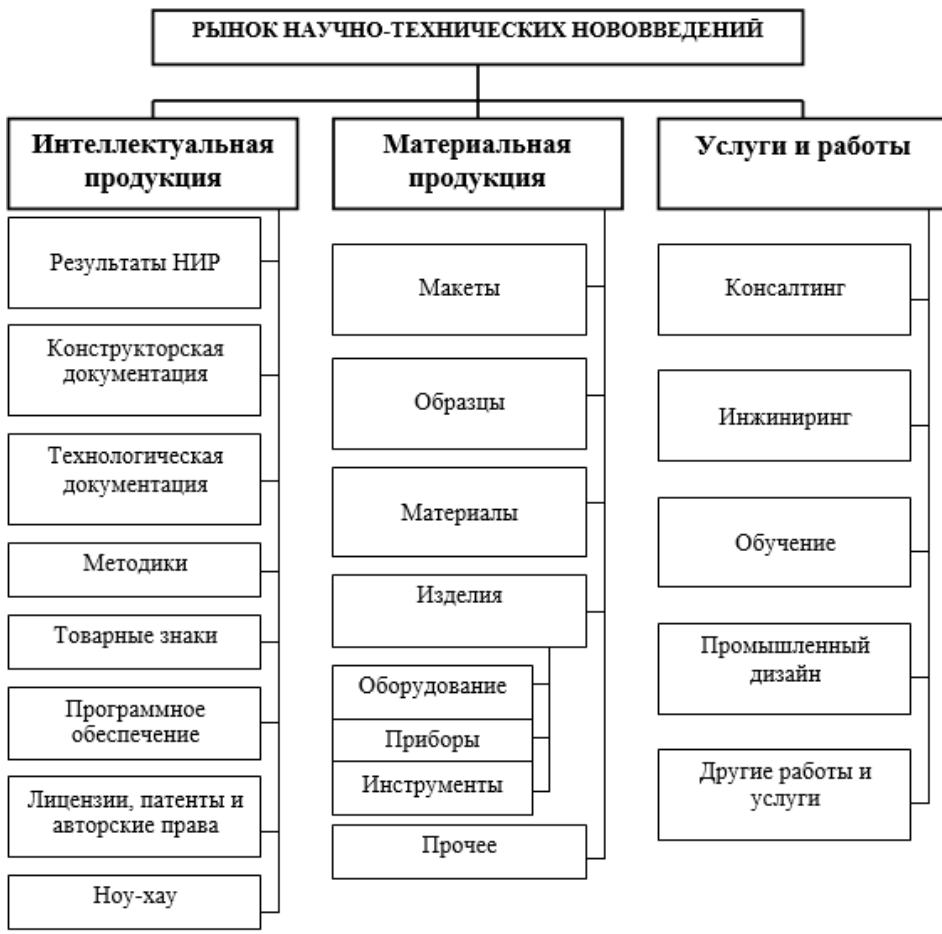 РЫНОК НАУЧНО-ТЕХНИЧЕСКИХ НОВОВВЕДЕНИЙ
Интеллектуальная
продукция
Результаты НИР
Конструкторская
документация
Технологическая
документация
Методики
Товарные знаки
Программное
обеспечение
Лицензии, патенты и
авторские права
Ноу-хау
Материальная
продукция
Макеты
Образцы
Материалы
Изделия
Оборудование
Приборы
Инструменты
Прочее
Услуги и работы
Консалтинг
Инжиниринг
Обучение
Промышленный
дизайн
Другие работы и
услуги